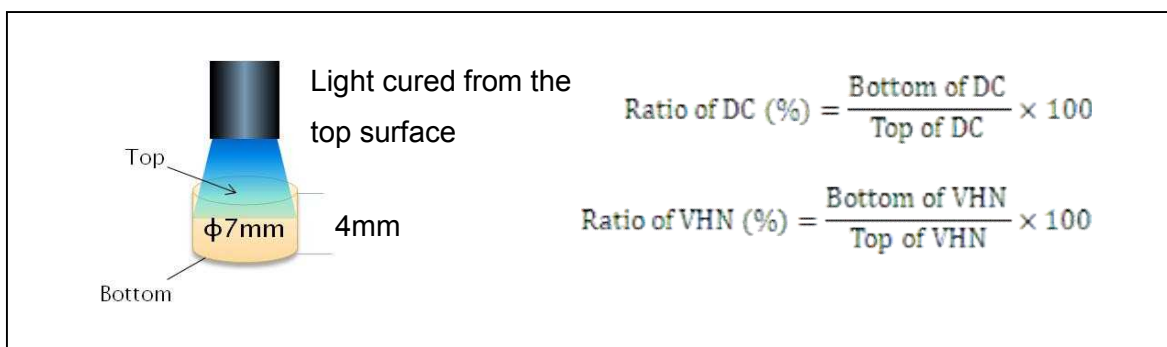 Light cured from the
top surface
Top
ϕ7mm
4mm
Bottom
Ratio of DC (%) = Bottom of DC / Top of DC × 100
Ratio of VHN (%) = Bottom of VHN / Top of VHN × 100